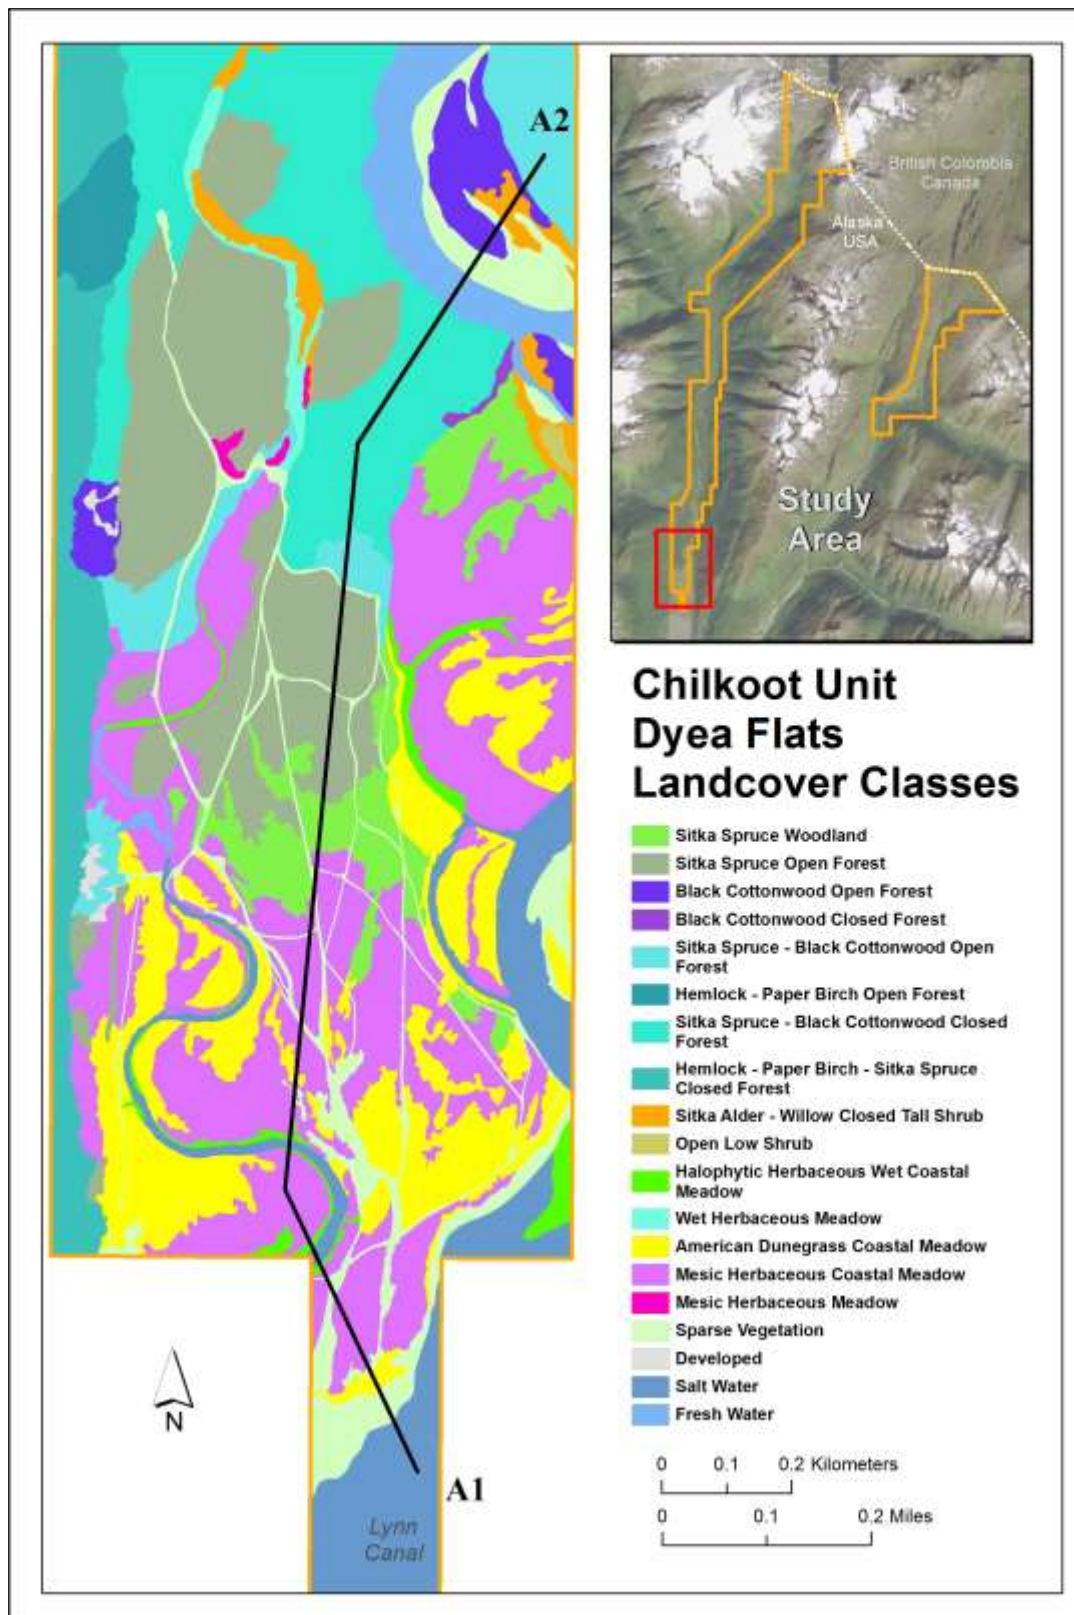 A2
British Colombia
Canada
Alaska
USA
Study
Area
Chilkoot Unit
Dyea Flats
Landcover Classes
Sitka Spruce Woodland
Sitka Spruce Open Forest
Black Cottonwood Open Forest
Black Cottonwood Closed Forest
Sitka Spruce - Black Cottonwood Open
Forest
Hemlock - Paper Birch Open Forest
Sitka Spruce - Black Cottonwood Closed
Forest
Hemlock - Paper Birch - Sitka Spruce
Closed Forest
Sitka Alder - Willow Closed Tall Shrub
Open Low Shrub
Halophytic Herbaceous Wet Coastal
Meadow
Wet Herbaceous Meadow
American Dunegrass Coastal Meadow
Mesic Herbaceous Coastal Meadow
Mesic Herbaceous Meadow
Sparse Vegetation
Developed
Salt Water
Fresh Water
N
0 0.1 0.2 Kilometers
0 0.1 0.2 Miles
A1
Lynn
Canal